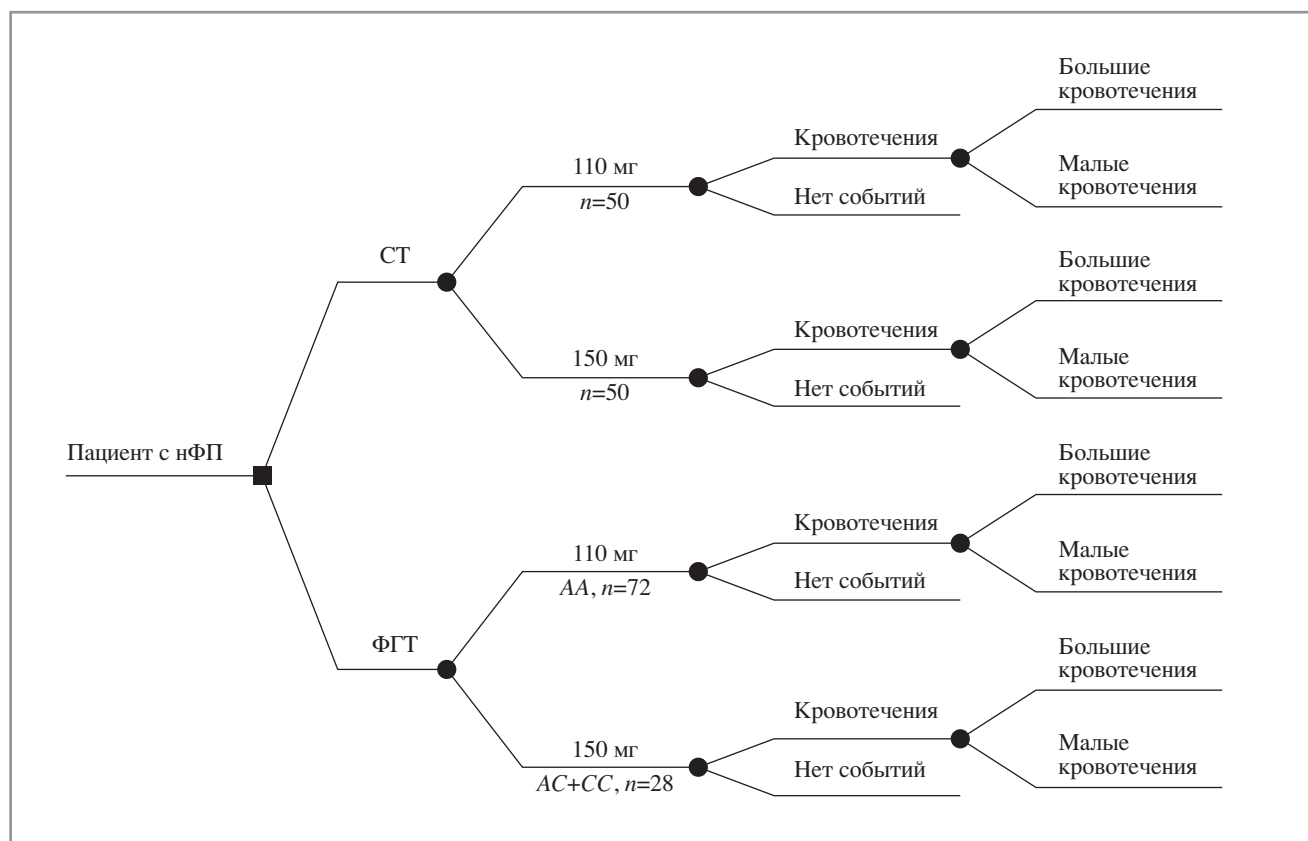 Большие
кровотечения
Кровотечения
110 мг
n=50
Малые
кровотечения
Нет событий
СТ
Большие
кровотечения
Кровотечения
150 мг
n=50
Малые
кровотечения
Нет событий
Пациент с нФП
Большие
кровотечения
Кровотечения
110 мг
AA, n=72
Малые
кровотечения
Нет событий
ФГТ
Большие
кровотечения
Кровотечения
150 мг
AC+CC, n=28
Малые
кровотечения
Нет событий